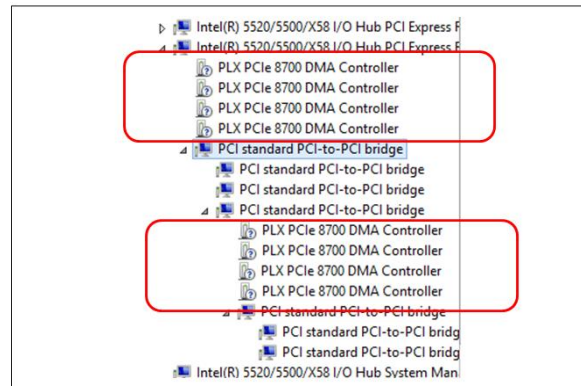 Intel(R) 5520/5500/X58 I/O Hub PCI Express F
Intel(R) 5520/5500/X58 I/O Hub PCI Express F
PLX PCIe 8700 DMA Controller
PLX PCIe 8700 DMA Controller
PLX PCIe 8700 DMA Controller
PLX PCIe 8700 DMA Controller
PCI standard PCI-to-PCI bridge
PCI standard PCI-to-PCI bridge
PCI standard PCI-to-PCI bridge
PCI standard PCI-to-PCI bridge
PLX PCIe 8700 DMA Controller
PLX PCIe 8700 DMA Controller
PLX PCIe 8700 DMA Controller
PLX PCIe 8700 DMA Controller
PCI standard PCI-to-PCI bridge
PCI standard PCI-to-PCI bridg
PCI standard PCI-to-PCI bridg
Intel(R) 5520/5500/X58 I/O Hub System Man